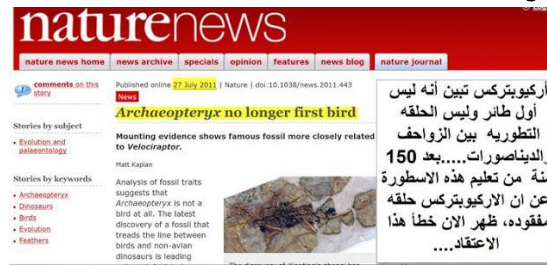 naturenews
nature news home
news archive
specials
opinion
features
news blog
nature journal
comments on this
story
Stories by subject
• Evolution and
palaeontology
Stories by keywords
• Archaeopteryx
• Dinosaurs
• Birds
• Evolution
• Feathers
Published online 27 July 2011 | Nature | doi:10.1038/news.2011.443
News
Archaeopteryx no longer first bird
Mounting evidence shows famous fossil more closely related
to Velociraptor.
Matt Kaplan
Analysis of fossil traits
suggests that
Archaeopteryx is not a
bird at all. The latest
discovery of a fossil that
treads the line between
birds and non-avian
dinosaurs is leading
أركيوبتركس تبين أنه ليس
أول طائر وليس الحلقه
التطوريه بين الزواحف
والديناصورات.....بعد 150
سنة من تعليم هذه الاسطورة
عن ان الاركيوبتركس حلقه
مفقوده، ظهر الان خطأ هذا
الاعتقاد....